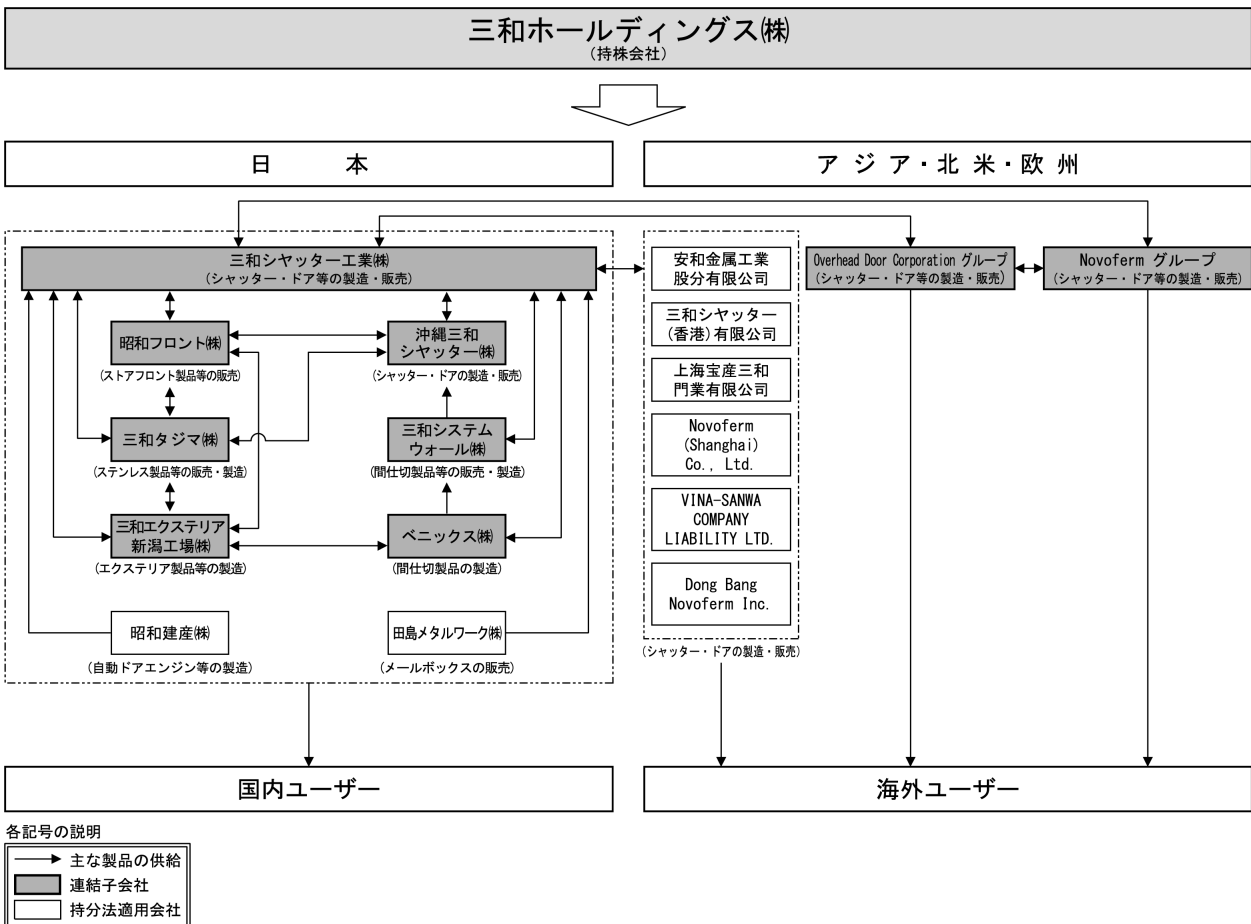 三和ホールディングス㈱
(持株会社)
日 本
ア ジ ア・北 米・欧 州
三和シヤッター工業㈱
(シャッター・ドア等の製造・販売)
安和金属工業
股分有限公司
Overhead Door Corporation グループ
(シャッター・ドア等の製造・販売)
Novoferm グループ
(シャッター・ドア等の製造・販売)
三和シヤッター
(香港)有限公司
昭和フロント㈱
(ストアフロント製品等の販売)
沖縄三和
シヤッター㈱
(シャッター・ドアの製造・販売)
上海宝産三和
門業有限公司
三和タジマ㈱
(ステンレス製品等の販売・製造)
三和システム
ウォール㈱
(間仕切製品等の販売・製造)
Novoferm
(Shanghai)
Co., Ltd.
VINA-SANWA
COMPANY
LIABILITY LTD.
三和エクステリア
新潟工場㈱
(エクステリア製品等の製造)
ベニックス㈱
(間仕切製品の製造)
Dong Bang
Novoferm Inc.
昭和建産㈱
(自動ドアエンジン等の製造)
田島メタルワーク㈱
(メールボックスの販売)
(シャッター・ドアの製造・販売)
国内ユーザー
海外ユーザー
各記号の説明
主な製品の供給
連結子会社
持分法適用会社